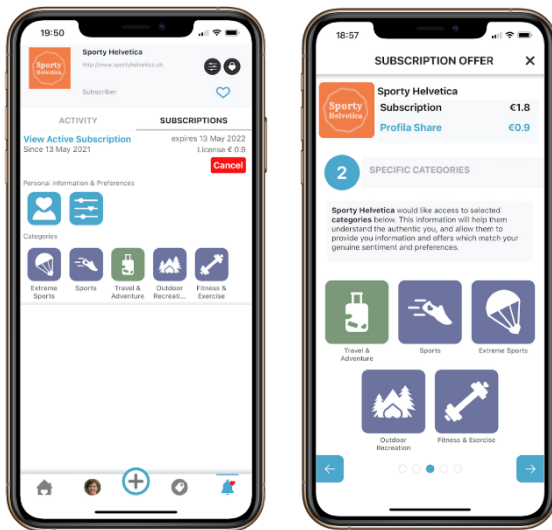 19:50
Sporty Helvetica
http://www.sportyhelvetica.ch
Sporty
Helvetica
Subscriber
ACTIVITY
SUBSCRIPTIONS
View Active Subscription
expires 13 May 2022
Since 13 May 2021
License € 0.9
Cancel
Personal Information & Preferences
Categories
Extreme
Sports
Sports
Travel &
Adventure
Outdoor
Recreati...
Fitness &
Exercise
18:57
SUBSCRIPTION OFFER
X
Sporty
Helvetica
Sporty Helvetica
Subscription €1.8
Profila Share €0.9
2
SPECIFIC CATEGORIES
Sporty Helvetica would like access to selected
categories below. This information will help them
understand the authentic you, and allow them to
provide you information and offers which match your
genuine sentiment and preferences.
Travel &
Adventure
Sports
Extreme Sports
Outdoor
Recreation
Fitness & Exercise